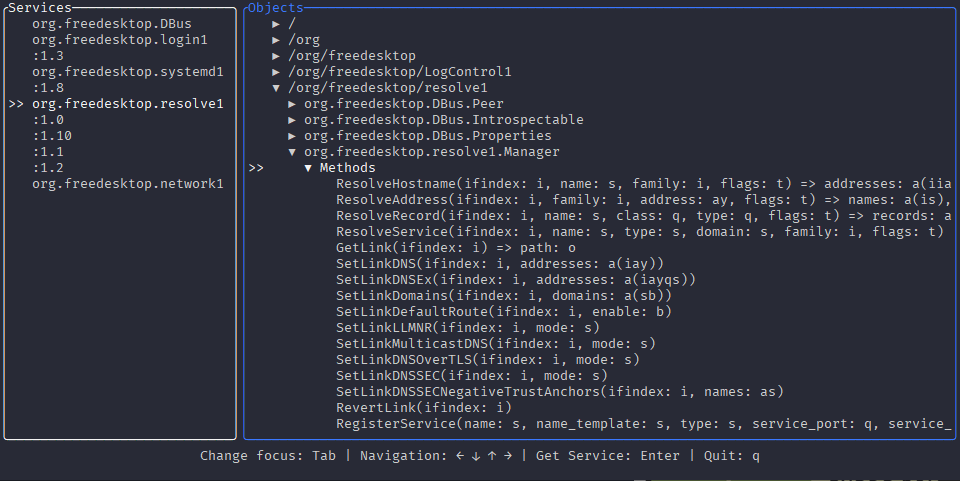 Services
org.freedesktop.DBus
org.freedesktop.login1
:1.3
org.freedesktop.systemd1
:1.8
>> org.freedesktop.resolve1
:1.0
:1.10
:1.1
:1.2
org.freedesktop.network1
Objects
▶ /
▶ /org
▶ /org/freedesktop
▶ /org/freedesktop/LogControl1
▼ /org/freedesktop/resolve1
▶ org.freedesktop.DBus.Peer
▶ org.freedesktop.DBus.Introspectable
▶ org.freedesktop.DBus.Properties
▼ org.freedesktop.resolve1.Manager
>> ▼ Methods
ResolveHostname(ifindex: i, name: s, family: i, flags: t) => addresses: a(iia
ResolveAddress(ifindex: i, family: i, address: ay, flags: t) => names: a(is),
ResolveRecord(ifindex: i, name: s, class: q, type: q, flags: t) => records: a
ResolveService(ifindex: i, name: s, type: s, domain: s, family: i, flags: t)
GetLink(ifindex: i) => path: o
SetLinkDNS(ifindex: i, addresses: a(iay))
SetLinkDNSEx(ifindex: i, addresses: a(iayqs))
SetLinkDomains(ifindex: i, domains: a(sb))
SetLinkDefaultRoute(ifindex: i, enable: b)
SetLinkLLMNR(ifindex: i, mode: s)
SetLinkMulticastDNS(ifindex: i, mode: s)
SetLinkDNSOverTLS(ifindex: i, mode: s)
SetLinkDNSSEC(ifindex: i, mode: s)
SetLinkDNSSECNegativeTrustAnchors(ifindex: i, names: as)
RevertLink(ifindex: i)
RegisterService(name: s, name_template: s, type: s, service_port: q, service_
Change focus: Tab | Navigation: ← ↓ ↑ → | Get Service: Enter | Quit: q